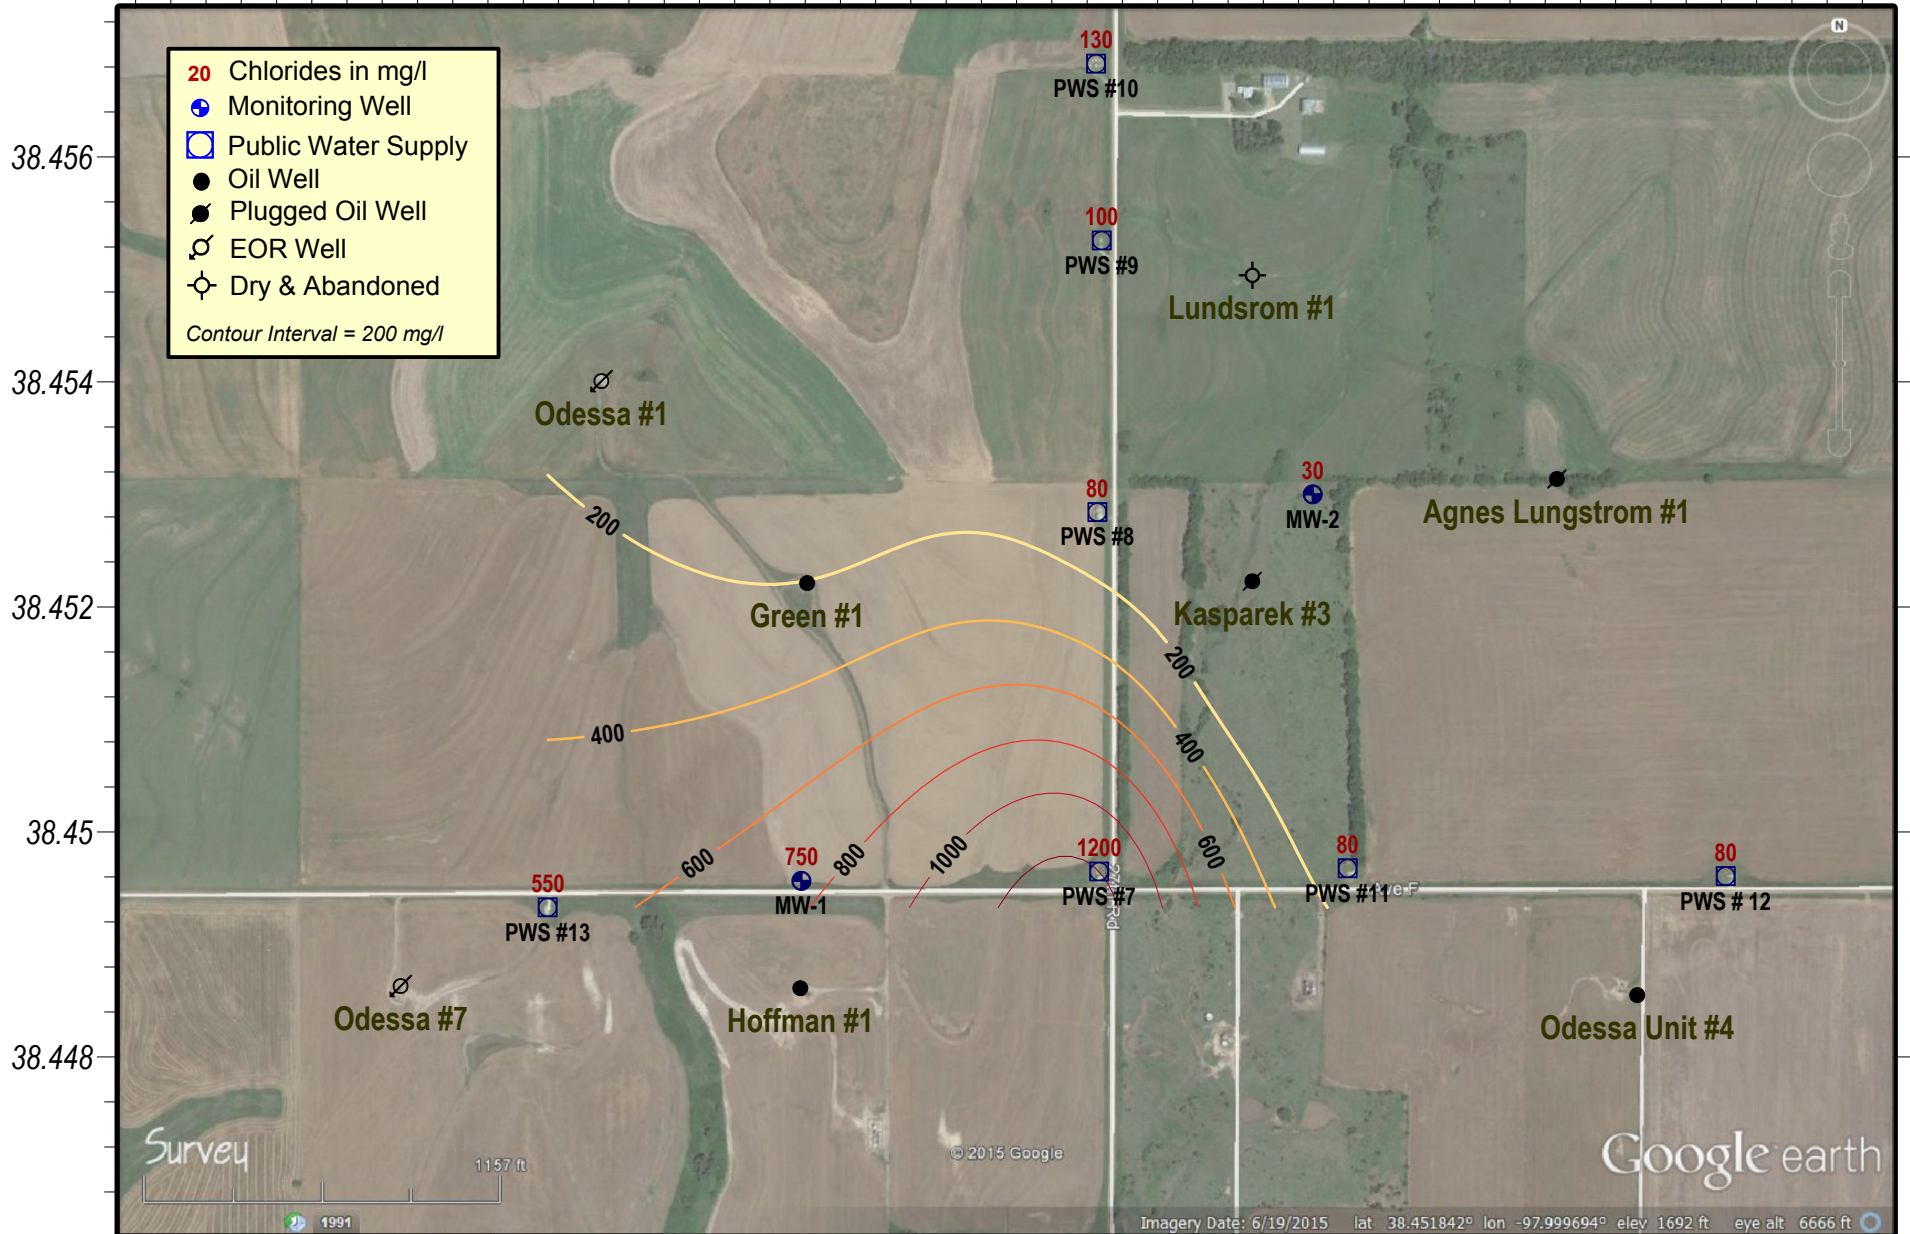 20 Chlorides in mg/l
Monitoring Well
Public Water Supply
Oil Well
Plugged Oil Well
EOR Well
Dry & Abandoned
Contour Interval = 200 mg/l
N
130
PWS #10
38.456
100
PWS #9
Lundsrom #1
38.454
Odessa #1
80
PWS #8
30
MW-2
Agnes Lungstrom #1
200
38.452
Green #1
Kasparek #3
200
400
400
38.45
600
800
1000
600
750
MW-1
1200
PWS #7
80
PWS #11
Ave F
80
PWS # 12
550
PWS #13
27th Rd
Odessa #7
Hoffman #1
Odessa Unit #4
38.448
Survey
1157 ft
© 2015 Google
Google earth
1991
Imagery Date: 6/19/2015 lat 38.451842° lon -97.999694° elev 1692 ft eye alt 6666 ft